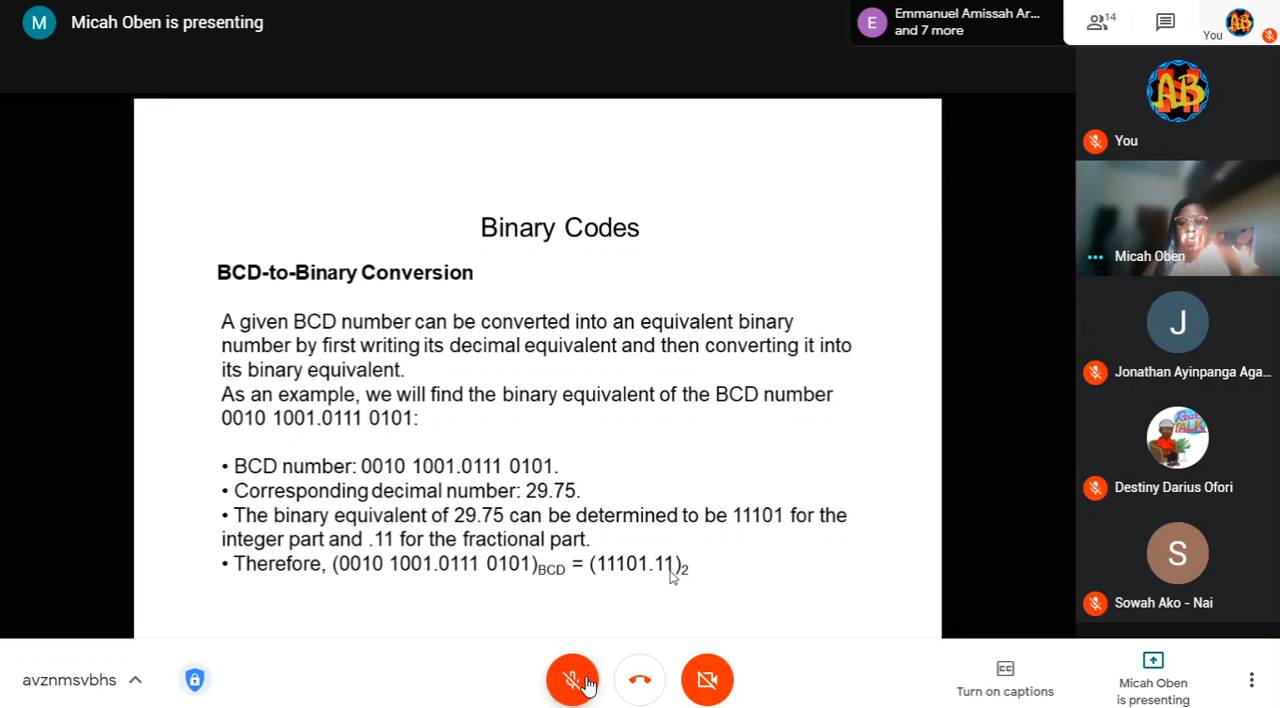 M
Micah Oben is presenting
E
Emmanuel Amissah Ar...
and 7 more
14
You
AB
AB
You
Micah Oben
J
Jonathan Ayinpanga Aga...
Real
TALK
Destiny Darius Ofori
S
Sowah Ako - Nai
Binary Codes
BCD-to-Binary Conversion
A given BCD number can be converted into an equivalent binary
number by first writing its decimal equivalent and then converting it into
its binary equivalent.
As an example, we will find the binary equivalent of the BCD number
0010 1001.0111 0101:
• BCD number: 0010 1001.0111 0101.
• Corresponding decimal number: 29.75.
• The binary equivalent of 29.75 can be determined to be 11101 for the
integer part and .11 for the fractional part.
• Therefore, (0010 1001.0111 0101)BCD = (11101.11)2
avznmsvbhs
CC
Turn on captions
Micah Oben
is presenting